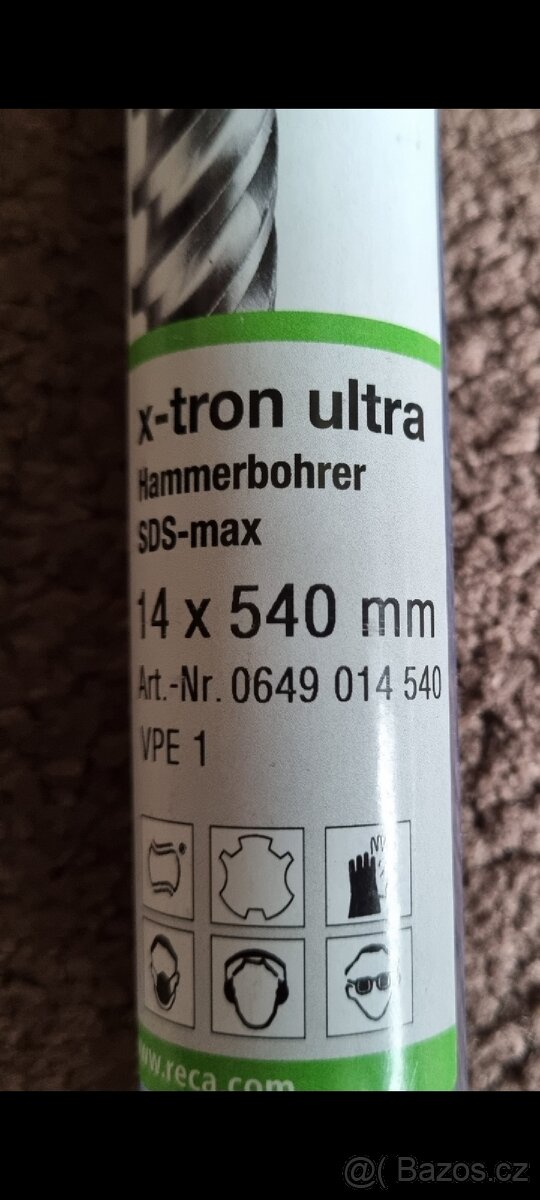 x-tron ultra
Hammerbohrer
SDS-max
14 x 540 mm
Art.-Nr. 0649 014 540
VPE 1
www.reca.com
@( Bazos.cz